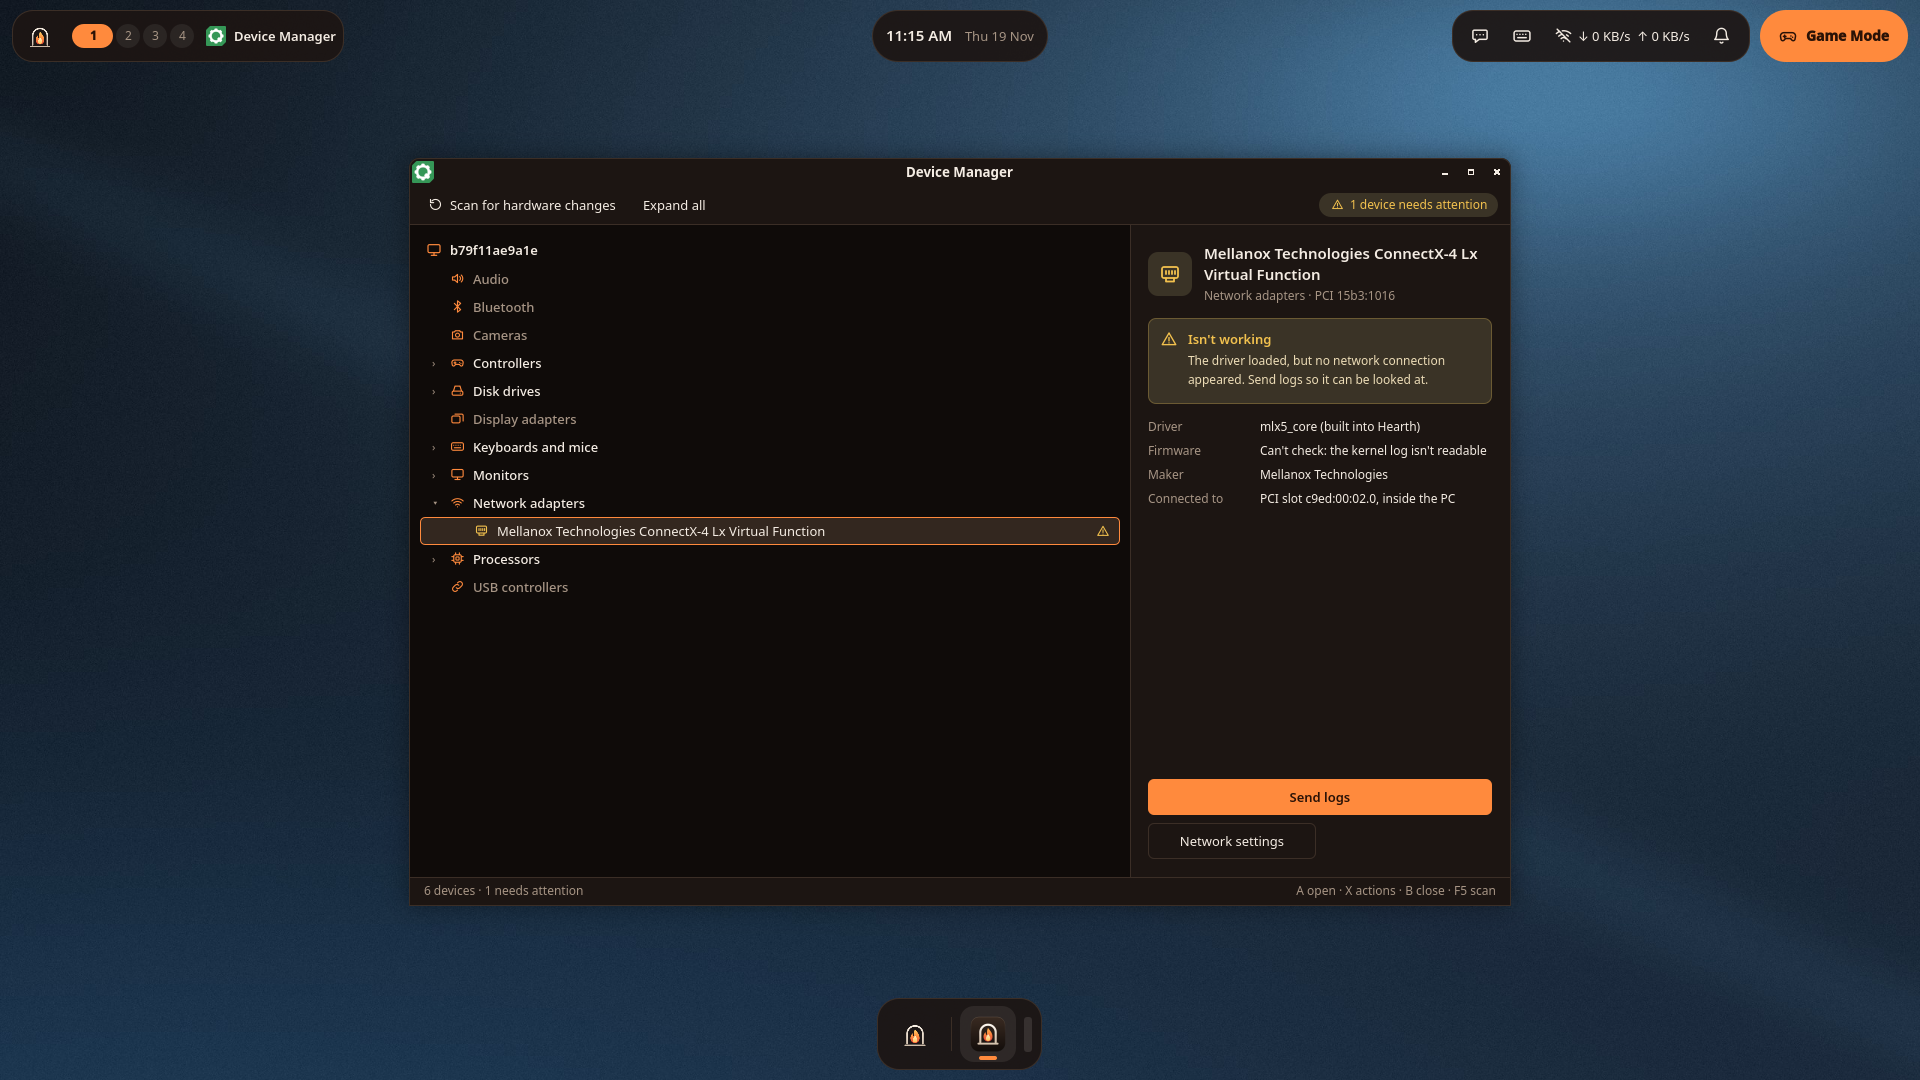 1 2 3 4 Device Manager
11:15 AM Thu 19 Nov
↓ 0 KB/s ↑ 0 KB/s
Game Mode
Device Manager
Scan for hardware changes Expall all
1 device needs attention
b79f11ae9a1e
Audio
Bluetooth
Cameras
Controllers
Disk drives
Display adapters
Keyboards and mice
Monitors
Network adapters
Mellanox Technologies ConnectX-4 Lx Virtual Function
Processors
USB controllers
Mellanox Technologies ConnectX-4 Lx
Virtual Function
Network adapters · PCI 15b3:1016
Isn't working
The driver loaded, but no network connection
appeared. Send logs so it can be looked at.
Driver mlx5_core (built into Hearth)
Firmware Can't check: the kernel log isn't readable
Maker Mellanox Technologies
Connected to PCI slot c9ed:00:02.0, inside the PC
Send logs
Network settings
6 devices · 1 needs attention
A open · X actions · B close · F5 scan